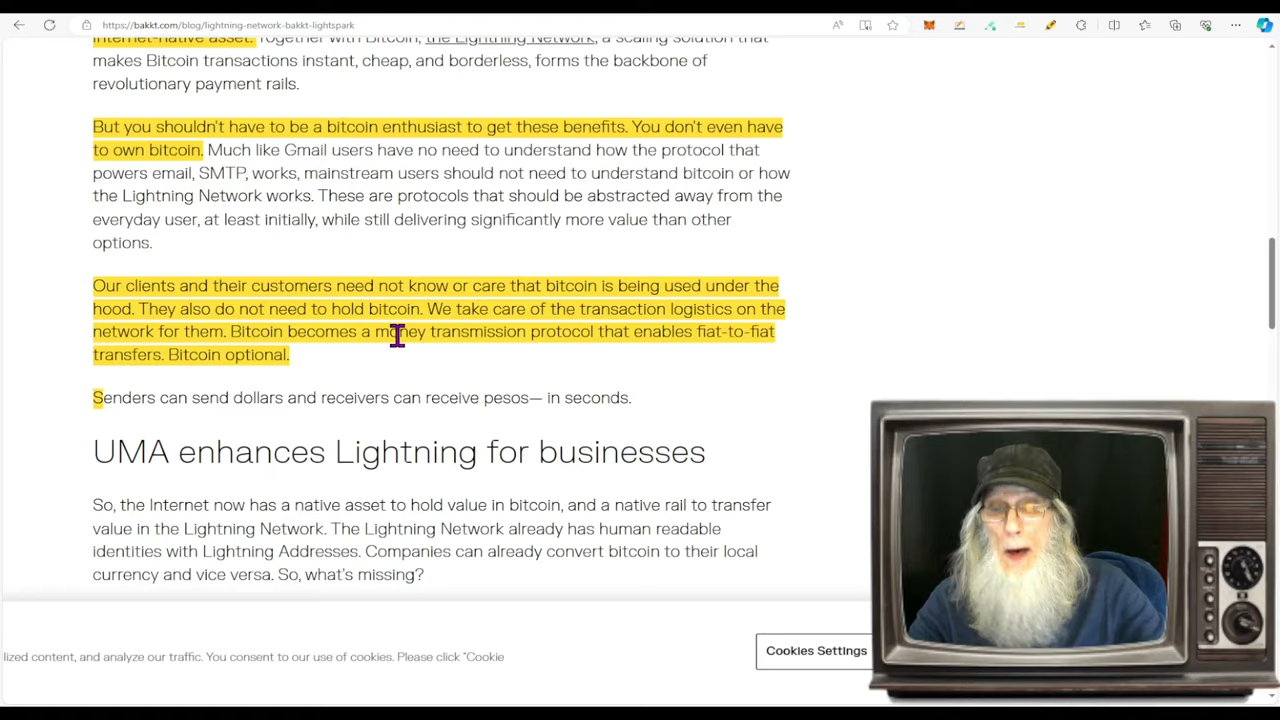 https://bakkt.com/blog/lightning-network-bakkt-lightspark
internet-native asset. Together with Bitcoin, the Lightning Network, a scaling solution that
makes Bitcoin transactions instant, cheap, and borderless, forms the backbone of
revolutionary payment rails.
But you shouldn't have to be a bitcoin enthusiast to get these benefits. You don't even have
to own bitcoin. Much like Gmail users have no need to understand how the protocol that
powers email, SMTP, works, mainstream users should not need to understand bitcoin or how
the Lightning Network works. These are protocols that should be abstracted away from the
everyday user, at least initially, while still delivering significantly more value than other
options.
Our clients and their customers need not know or care that bitcoin is being used under the
hood. They also do not need to hold bitcoin. We take care of the transaction logistics on the
network for them. Bitcoin becomes a money transmission protocol that enables fiat-to-fiat
transfers. Bitcoin optional.
Senders can send dollars and receivers can receive pesos— in seconds.
UMA enhances Lightning for businesses
So, the Internet now has a native asset to hold value in bitcoin, and a native rail to transfer
value in the Lightning Network. The Lightning Network already has human readable
identities with Lightning Addresses. Companies can already convert bitcoin to their local
currency and vice versa. So, what's missing?
lized content, and analyze our traffic. You consent to our use of cookies. Please click "Cookie
Cookies Settings